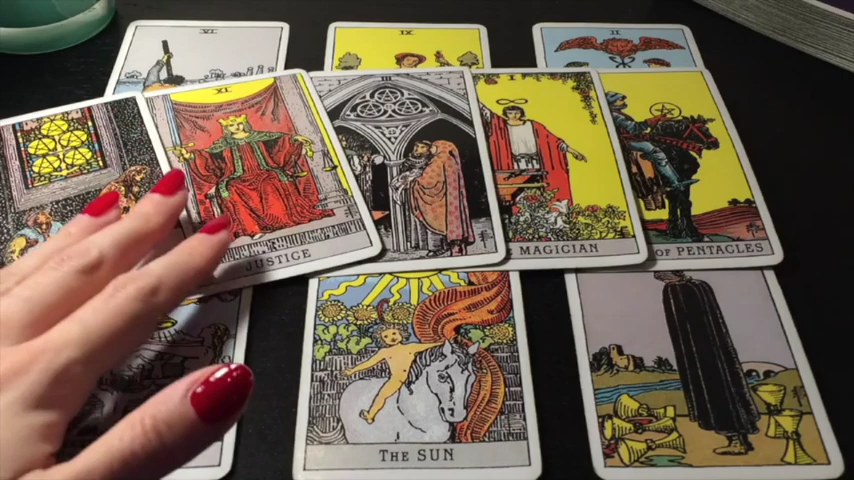 VI
IX
II
XI
III
I
JUSTICE
MAGICIAN
OF PENTACLES
THE SUN